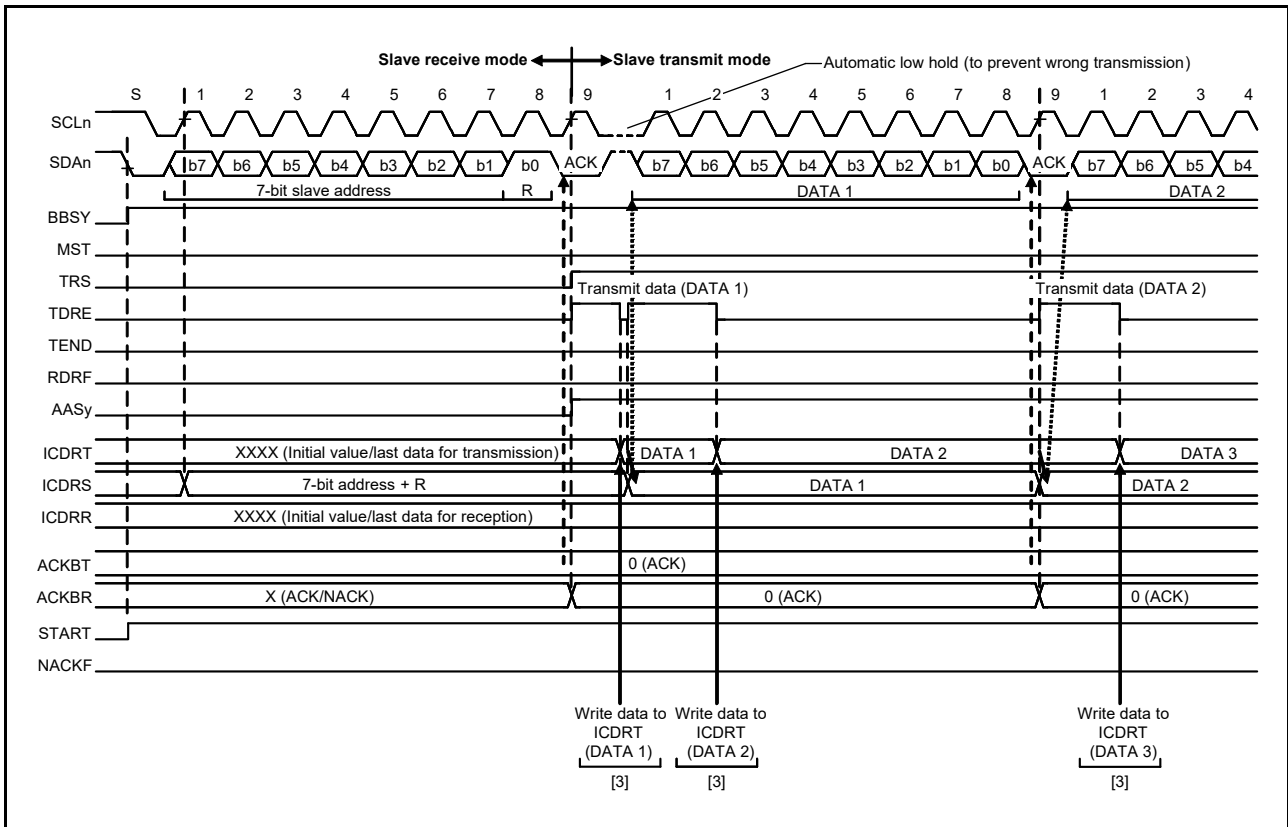 Slave receive mode Slave transmit mode
Automatic low hold (to prevent wrong transmission)
S 1 2 3 4 5 6 7 8 9 1 2 3 4 5 6 7 8 9 1 2 3 4
SCLn
SDAn b7 b6 b5 b4 b3 b2 b1 b0 ACK b7 b6 b5 b4 b3 b2 b1 b0 ACK b7 b6 b5 b4
7-bit slave address R DATA 1 DATA 2
BBSY
MST
TRS
Transmit data (DATA 1) Transmit data (DATA 2)
TDRE
TEND
RDRF
AASy
ICDRT XXXX (Initial value/last data for transmission) DATA 1 DATA 2 DATA 3
ICDRS 7-bit address + R DATA 1 DATA 2
ICDRR XXXX (Initial value/last data for reception)
ACKBT 0 (ACK)
ACKBR X (ACK/NACK) 0 (ACK) 0 (ACK)
START
NACKF
Write data to Write data to Write data to
ICDRT ICDRT ICDRT
(DATA 1) (DATA 2) (DATA 3)
[3] [3] [3]